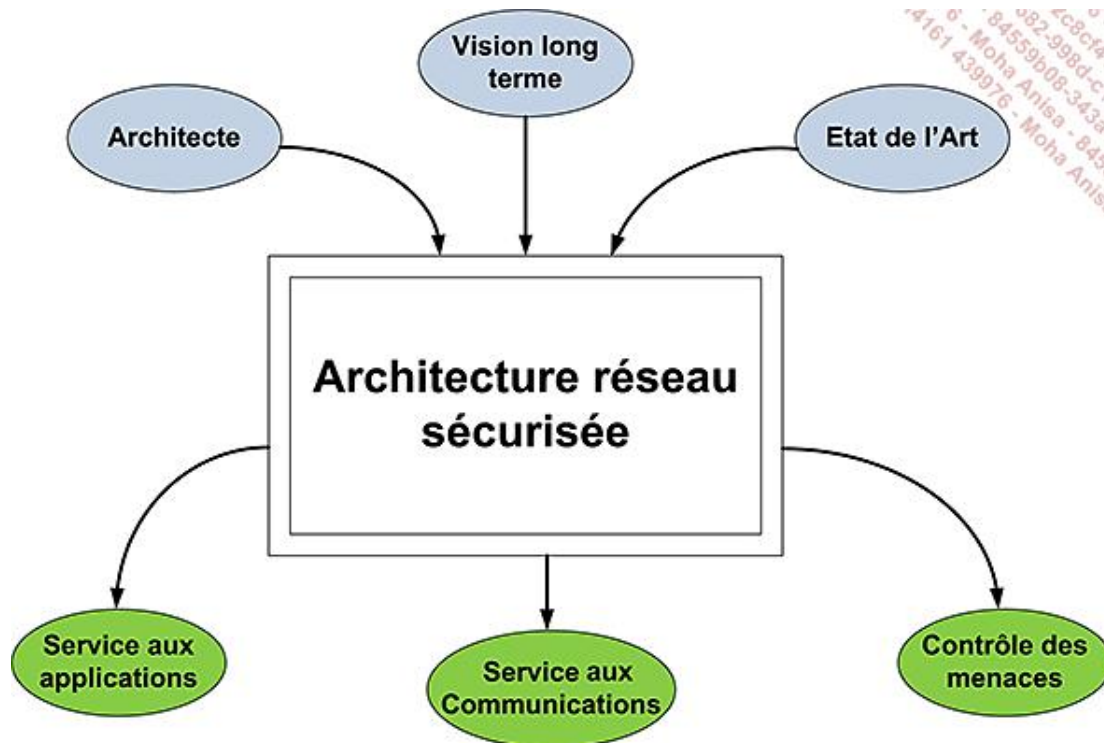 Vision long
terme
Architecte
Etat de l'Art
Architecture réseau
sécurisée
Service aux
applications
Service aux
Communications
Contrôle des
menaces